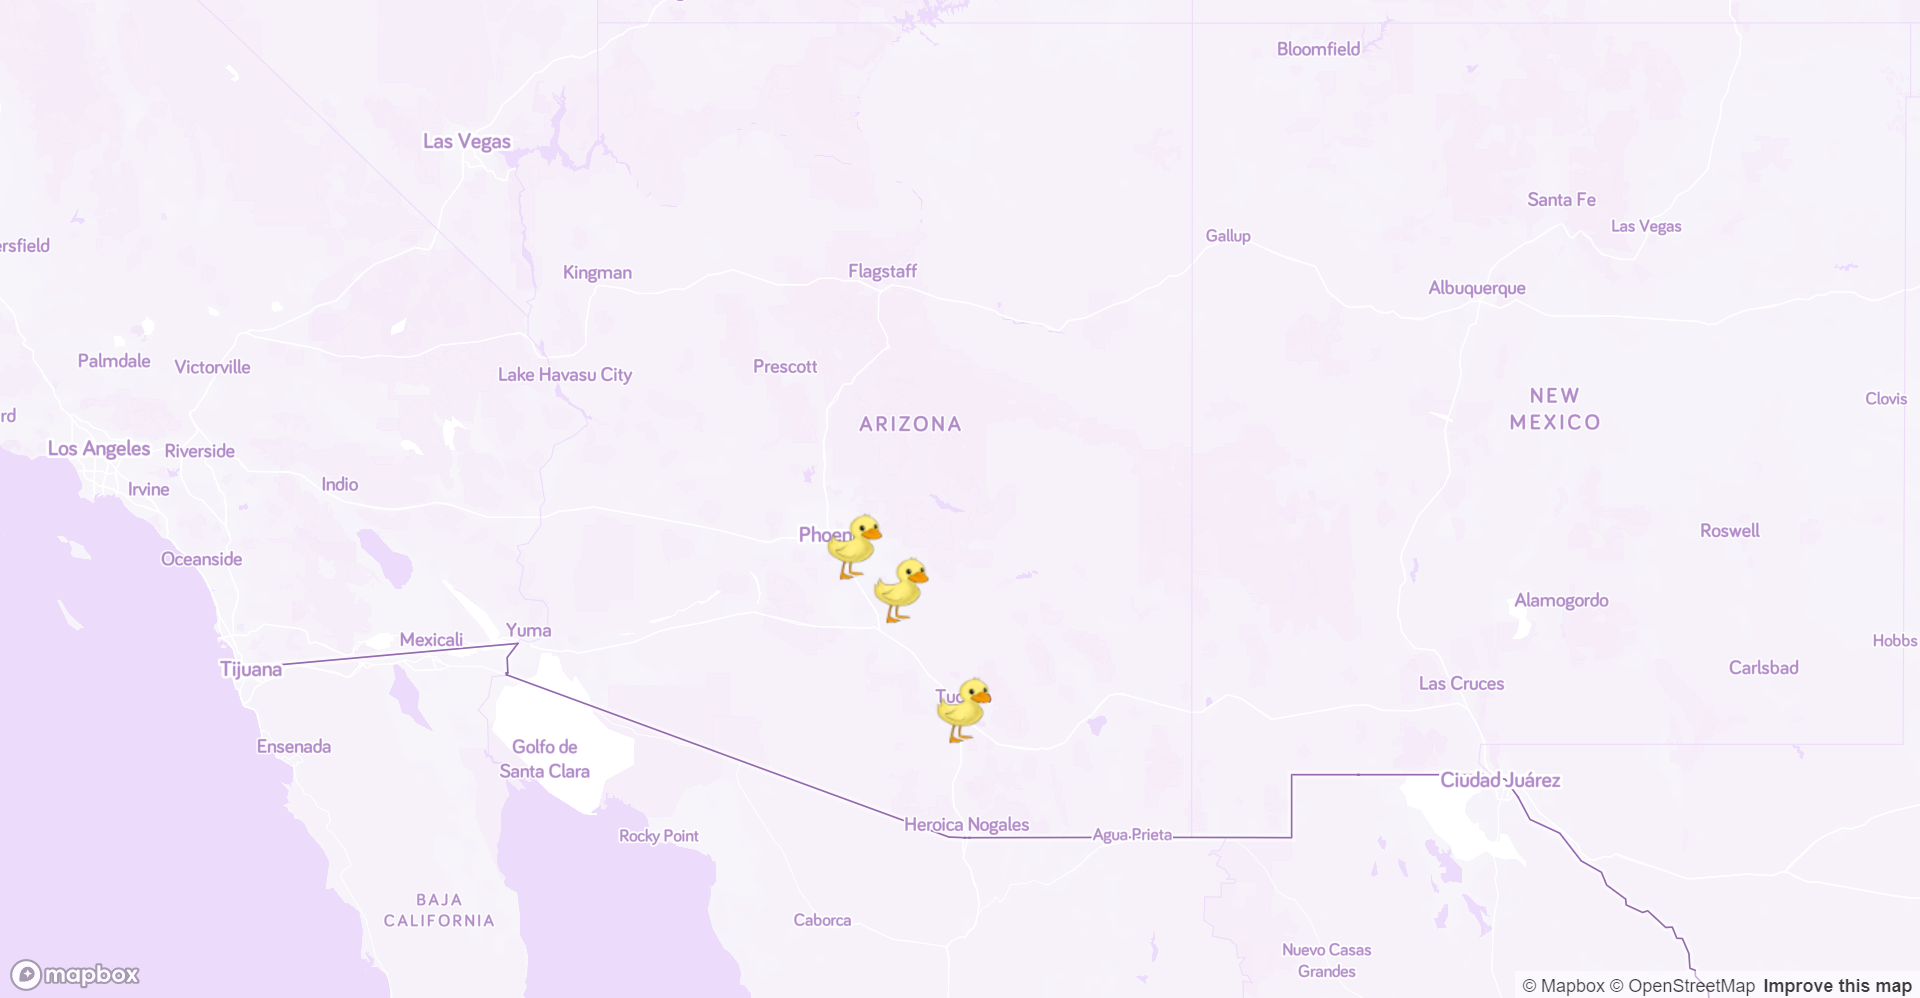 Bloomfield
Las Vegas
Santa Fe
Las Vegas
Gallup
ersfield
Kingman
Flagstaff
Albuquerque
Palmdale
Victorville
Prescott
Lake Havasu City
NEW
MEXICO
Clovis
rd
ARIZONA
Los Angeles
Riverside
Indio
Irvine
Phoen
Roswell
Oceanside
Alamogordo
Yuma
Mexicali
Hobbs
Tijuana
Carlsbad
Las Cruces
Tuc
Ensenada
Golfo de
Santa Clara
Ciudad Juárez
Heroica Nogales
Rocky Point
Agua Prieta
BAJA
CALIFORNIA
Caborca
Nuevo Casas
Grandes
mapbox
© Mapbox © OpenStreetMap Improve this map